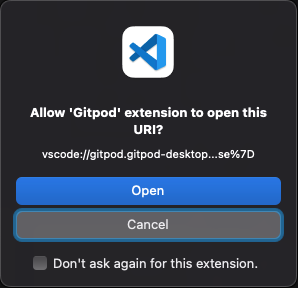 Allow 'Gitpod' extension to open this
URI?
vscode://gitpod.gitpod-desktop...se%7D
Open
Cancel
Don't ask again for this extension.